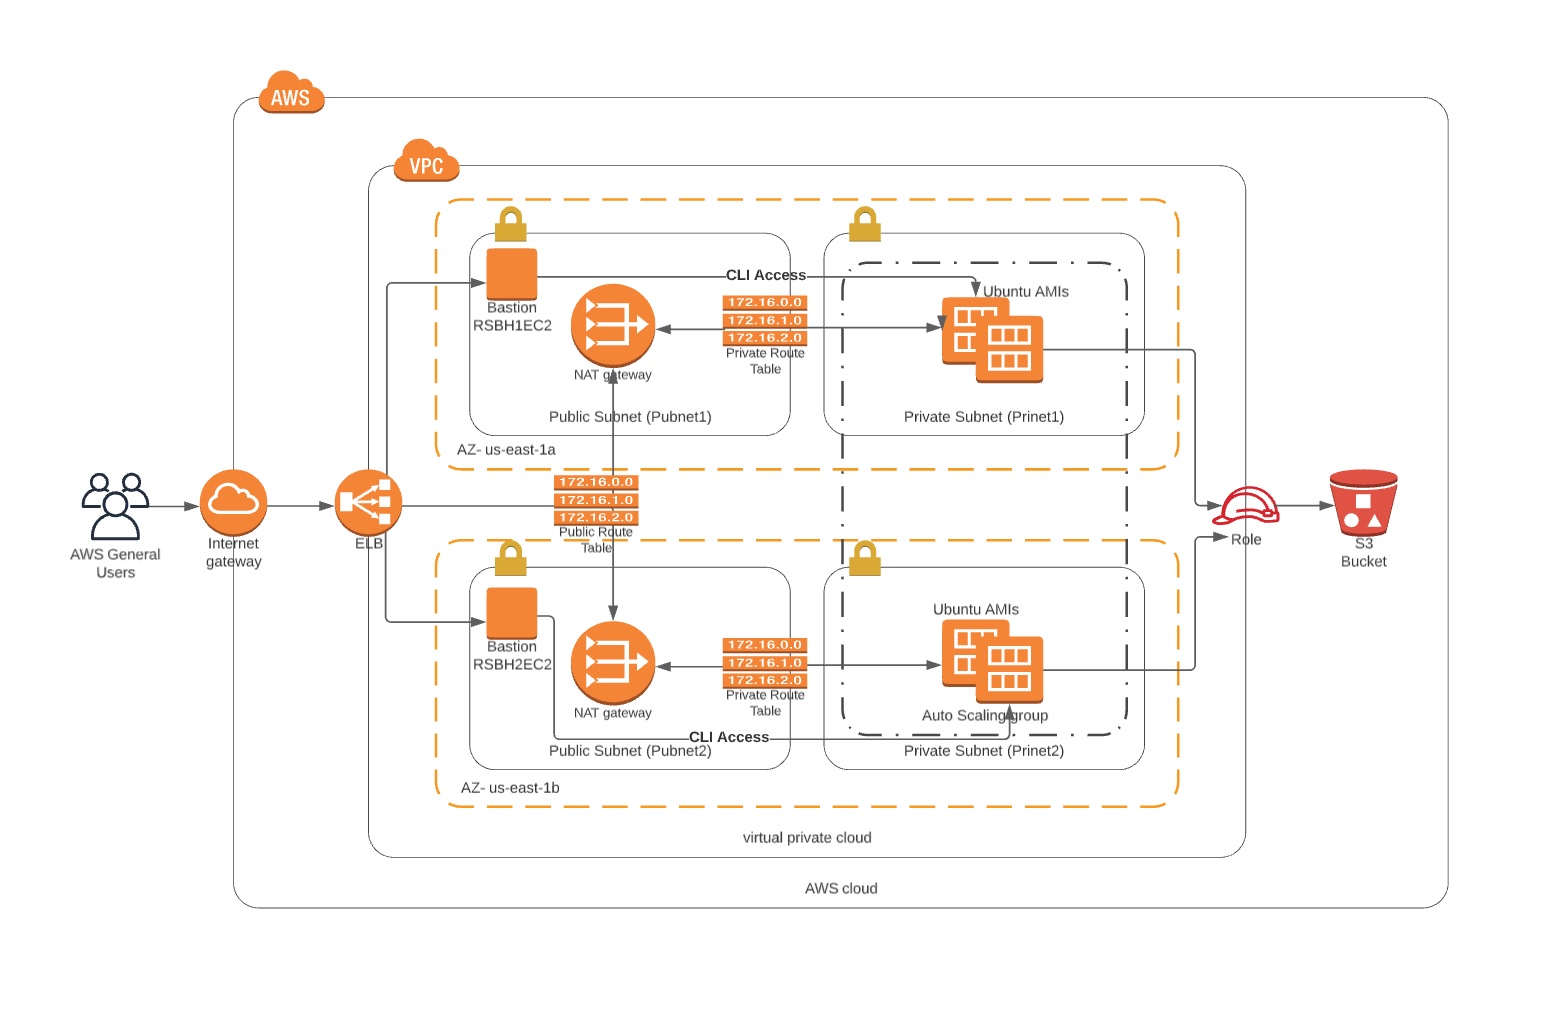 AWS
VPC
CLI Access
Ubuntu AMIs
Bastion
RSBH1EC2
172.16.0.0
172.16.1.0
172.16.2.0
Private Route
Table
NAT gateway
Public Subnet (Pubnet1)
Private Subnet (Prinet1)
AZ- us-east-1a
172.16.0.0
172.16.1.0
172.16.2.0
Public Route
Table
AWS General
Users
Internet
gateway
ELB
Role
S3
Bucket
Ubuntu AMIs
Bastion
RSBH2EC2
172.16.0.0
172.16.1.0
172.16.2.0
Private Route
Table
NAT gateway
Auto Scaling group
CLI Access
Public Subnet (Pubnet2)
Private Subnet (Prinet2)
AZ- us-east-1b
virtual private cloud
AWS cloud